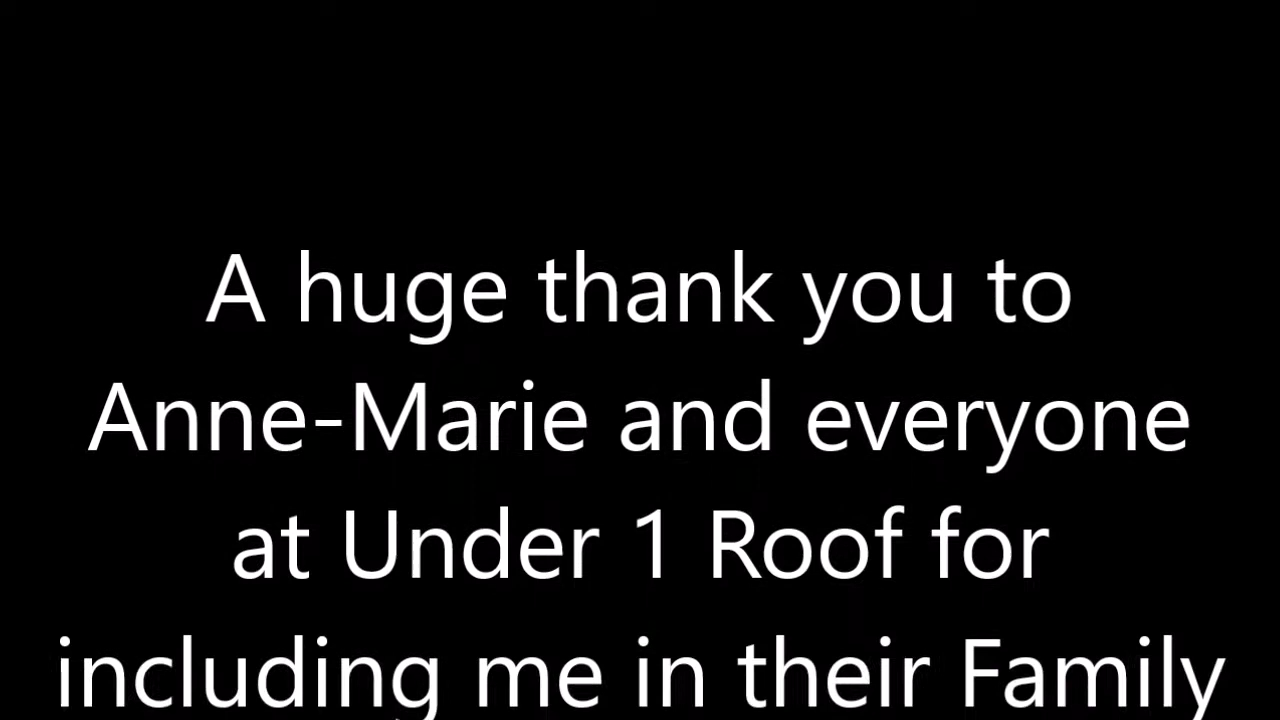 A huge thank you to
Anne-Marie and everyone
at Under 1 Roof for
including me in their Family